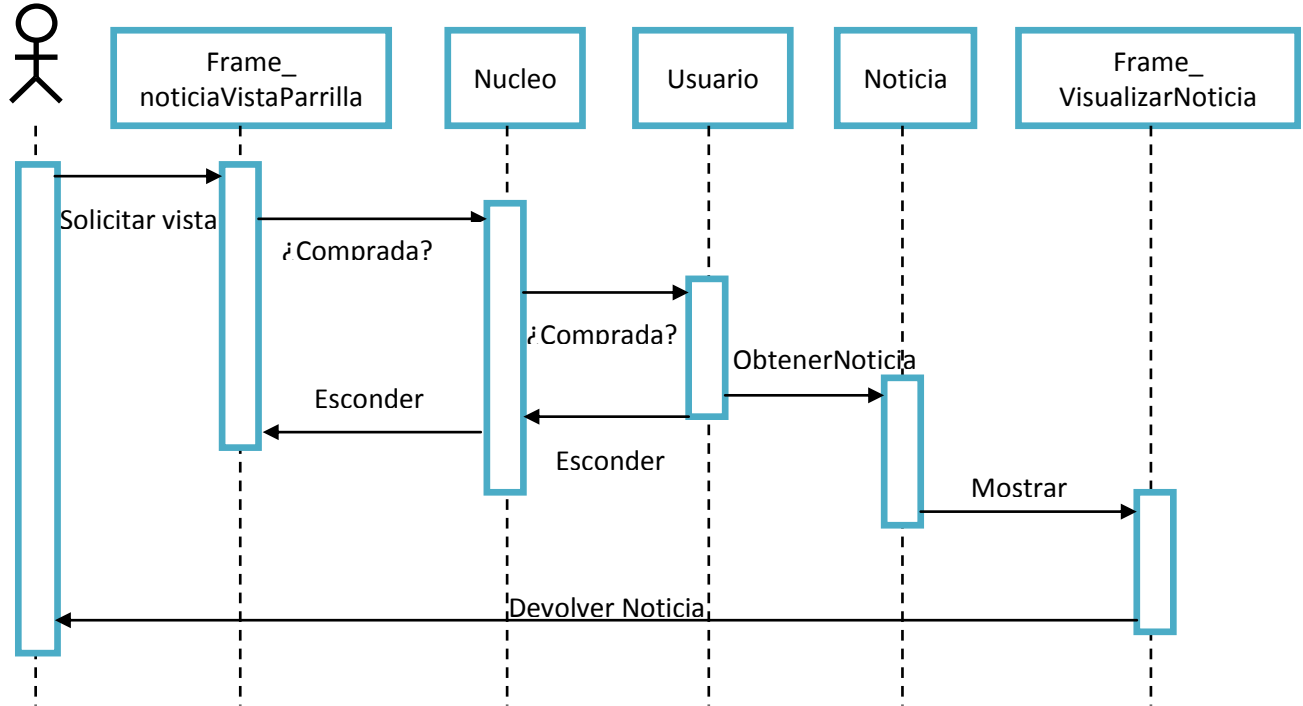 Frame_
noticiaVistaParrilla
Nucleo
Usuario
Noticia
Frame_
VisualizarNoticia
Solicitar vista
¿Comprada?
¿Comprada?
ObtenerNoticia
Esconder
Esconder
Mostrar
Devolver Noticia